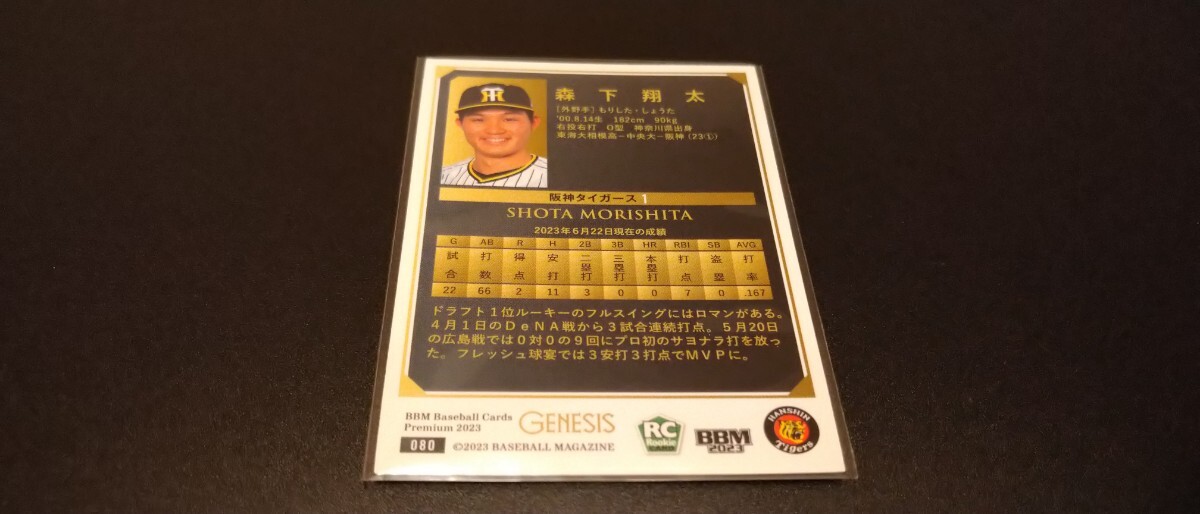 森下翔太
[外野手] もりした・しょうた
'00.8.14生 182cm 90kg
右投右打 O型 神奈川県出身
東海大相模高－中央大－阪神（23①）
阪神タイガース 1
SHOTA MORISHITA
2023年6月22日現在の成績
G AB R H 2B 3B HR RBI SB AVG
試合 打数 得点 安打 二塁打 三塁打 本塁打 打点 盗塁 打率
22 66 2 11 3 0 0 7 0 .167
ドラフト１位ルーキーのフルスイングにはロマンがある。
４月１日のＤｅＮＡ戦から３試合連続打点。５月20日
の広島戦では０対０の９回にプロ初のサヨナラ打を放っ
た。フレッシュ球宴では３安打３打点でＭＶＰに。
BBM Baseball Cards
Premium 2023
GENESIS
080
©2023 BASEBALL MAGAZINE
RC
Rookie
CARD
BBM
2023
HANSHIN
Tigers